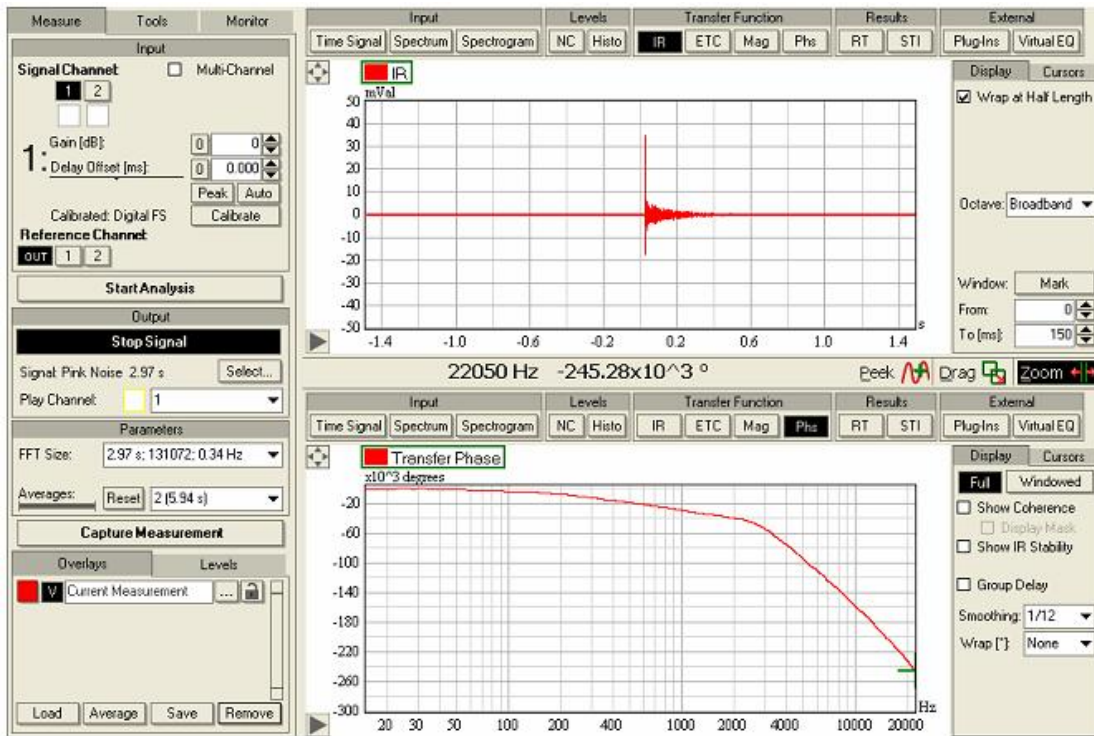 Measure Tools Monitor
Input
Signal Channel: Multi-Channel
1 2
1: Gain [dB]: 0 0
Delay Offset [ms]: 0 0.000
Peak Auto
Calibrated: Digital FS Calibrate
Reference Channel:
OUT 1 2
Start Analysis
Output
Stop Signal
Signal: Pink Noise 2.97 s Select...
Play Channel: 1
Parameters
FFT Size: 2.97 s; 131072; 0.34 Hz
Averages: Reset 2 (5.94 s)
Capture Measurement
Overlays Levels
V Current Measurement ...
Load Average Save Remove
Input Levels Transfer Function Results External
Time Signal Spectrum Spectrogram NC Histo IR ETC Mag Phs RT STI Plug-Ins Virtual EQ
IR
mVal
50
40
30
20
10
0
-10
-20
-30
-40
-50
-1.4 -1.0 -0.6 -0.2 0.2 0.6 1.0 1.4
s
Display Cursors
Wrap at Half Length
Octave: Broadband
Window: Mark
From: 0
To [ms]: 150
22050 Hz -245.28x10^3 º Peek Drag Zoom
Input Levels Transfer Function Results External
Time Signal Spectrum Spectrogram NC Histo IR ETC Mag Phs RT STI Plug-Ins Virtual EQ
Transfer Phase
x10^3 degrees
-20
-60
-100
-140
-180
-220
-260
-300
20 30 50 100 200 400 1000 2000 4000 10000 20000
Hz
Display Cursors
Full Windowed
Show Coherence
Display Mask
Show IR Stability
Group Delay
Smoothing: 1/12
Wrap [°]: None